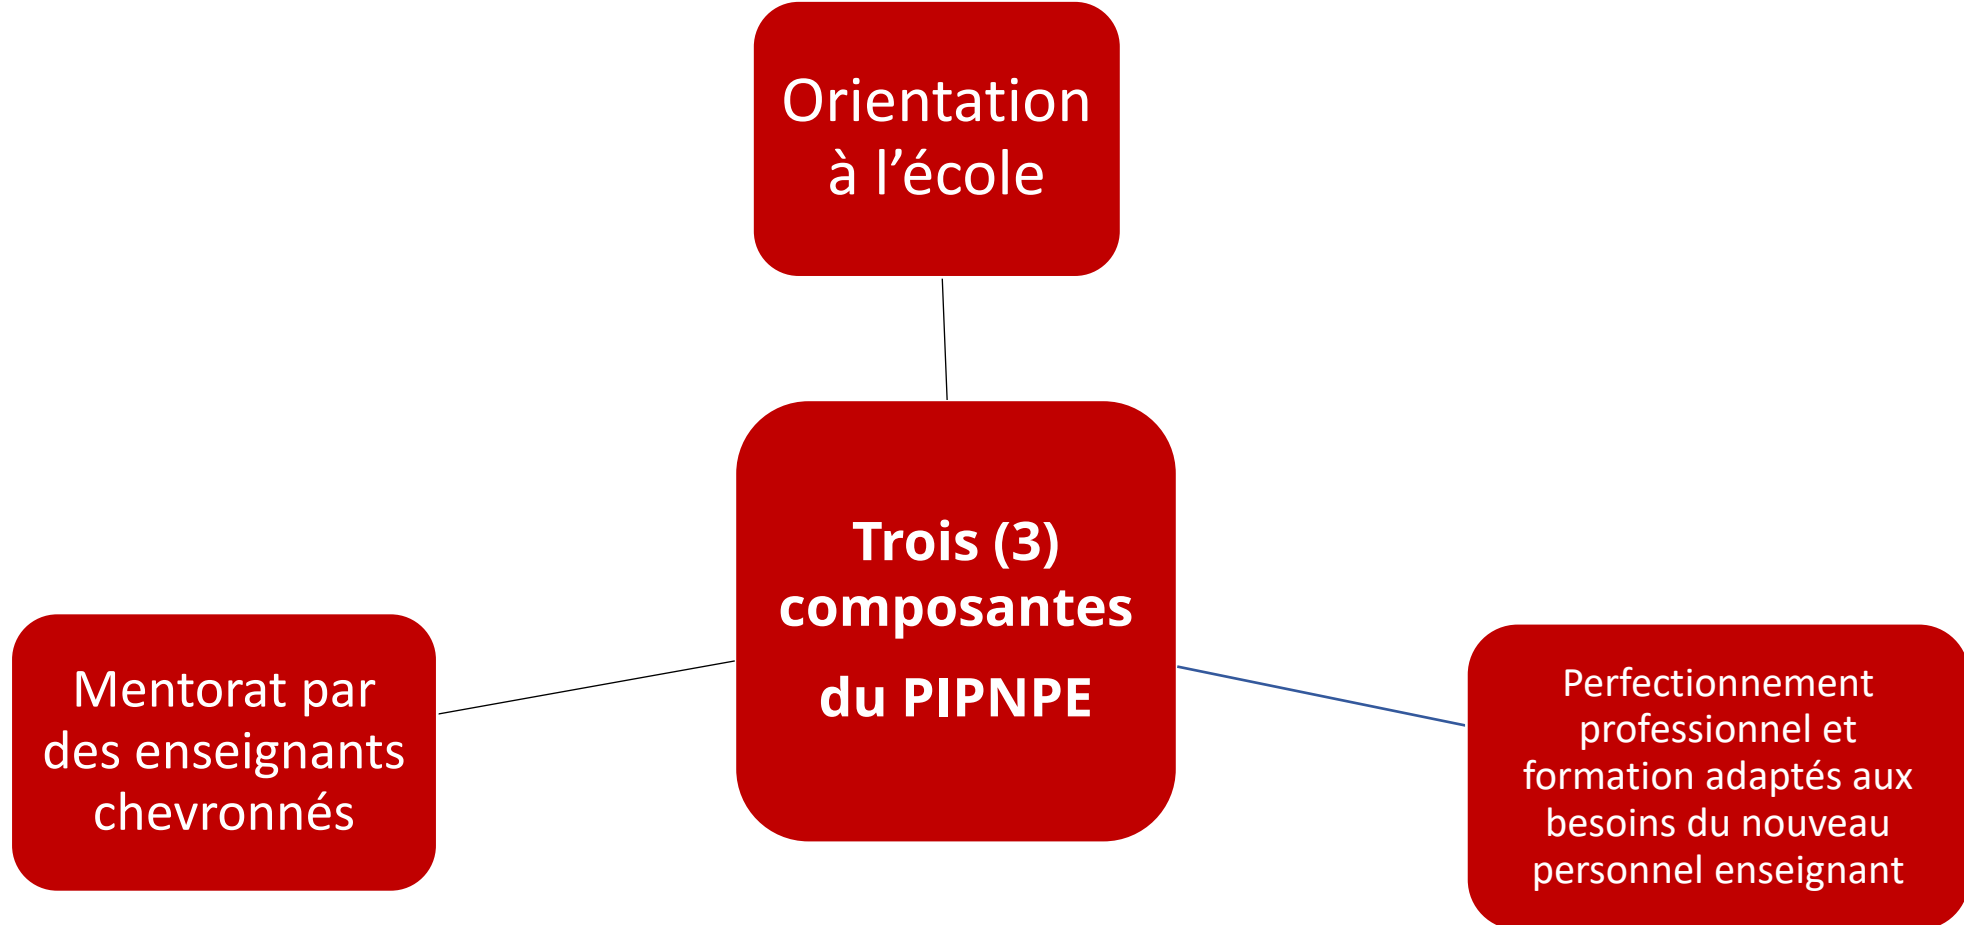 Orientation
à l’école
Trois (3)
composantes
du PIPNPE
Mentorat par
des enseignants
chevronnés
Perfectionnement
professionnel et
formation adaptés aux
besoins du nouveau
personnel enseignant